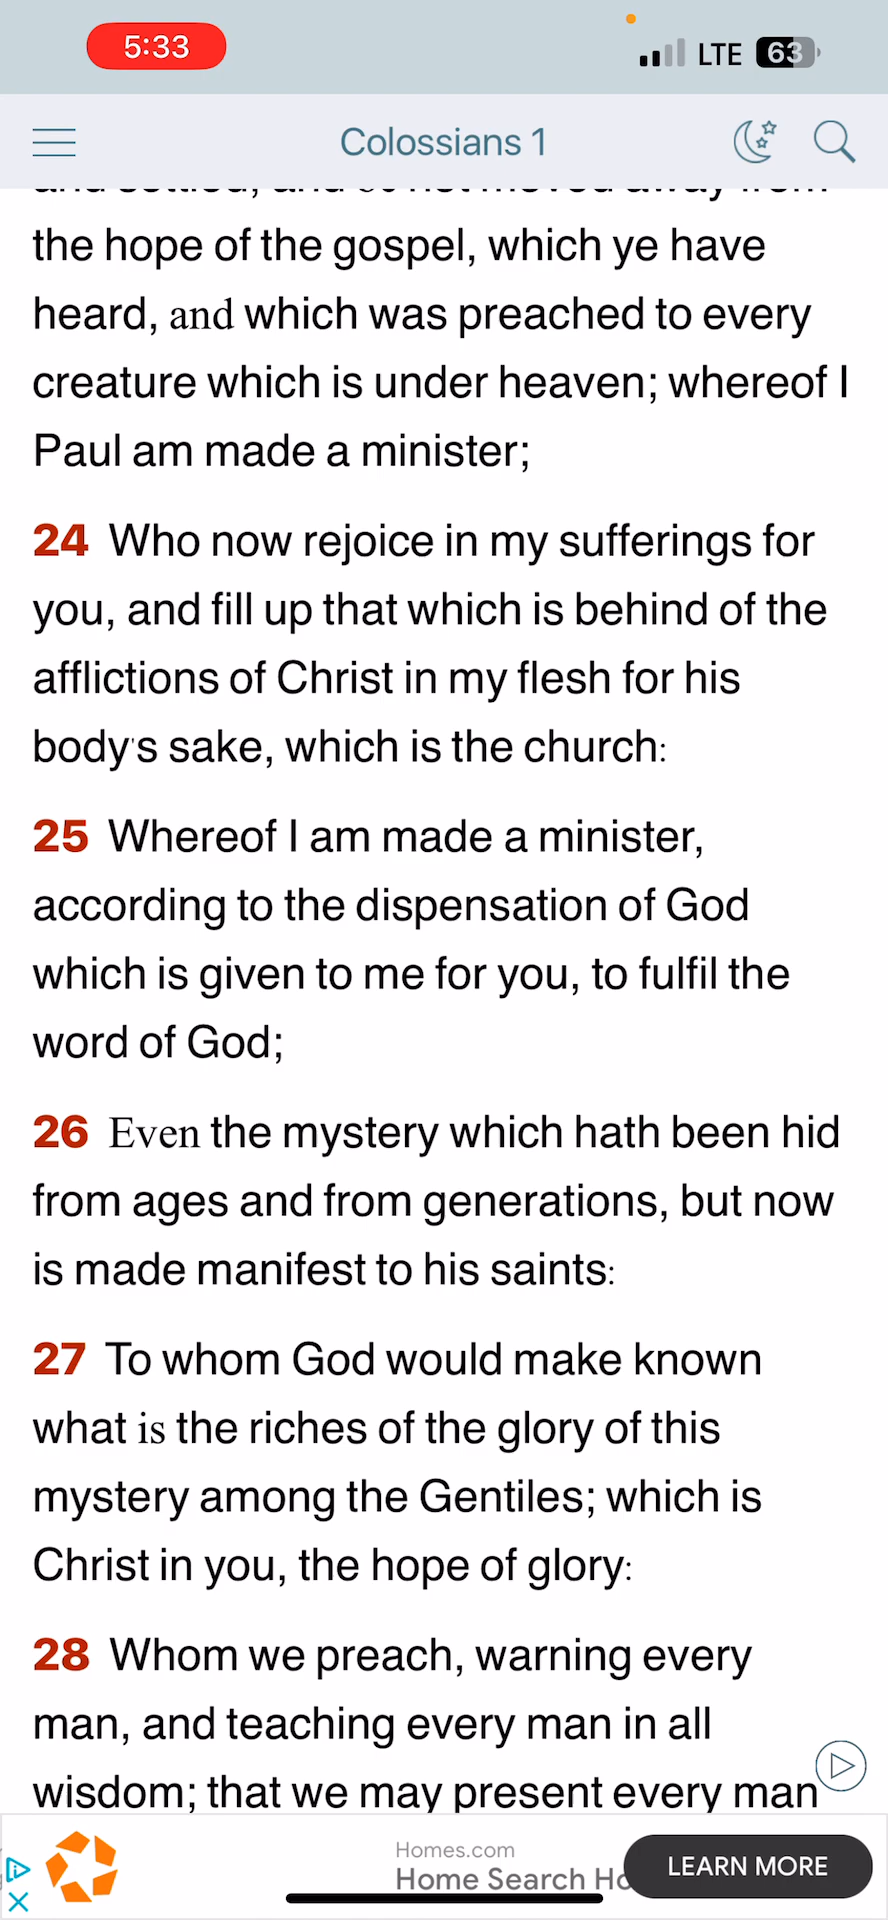 5:33
LTE 63
Colossians 1
the hope of the gospel, which ye have
heard, and which was preached to every
creature which is under heaven; whereof I
Paul am made a minister;
24 Who now rejoice in my sufferings for
you, and fill up that which is behind of the
afflictions of Christ in my flesh for his
body's sake, which is the church:
25 Whereof I am made a minister,
according to the dispensation of God
which is given to me for you, to fulfil the
word of God;
26 Even the mystery which hath been hid
from ages and from generations, but now
is made manifest to his saints:
27 To whom God would make known
what is the riches of the glory of this
mystery among the Gentiles; which is
Christ in you, the hope of glory:
28 Whom we preach, warning every
man, and teaching every man in all
wisdom; that we may present every man
Homes.com
Home Search
LEARN MORE